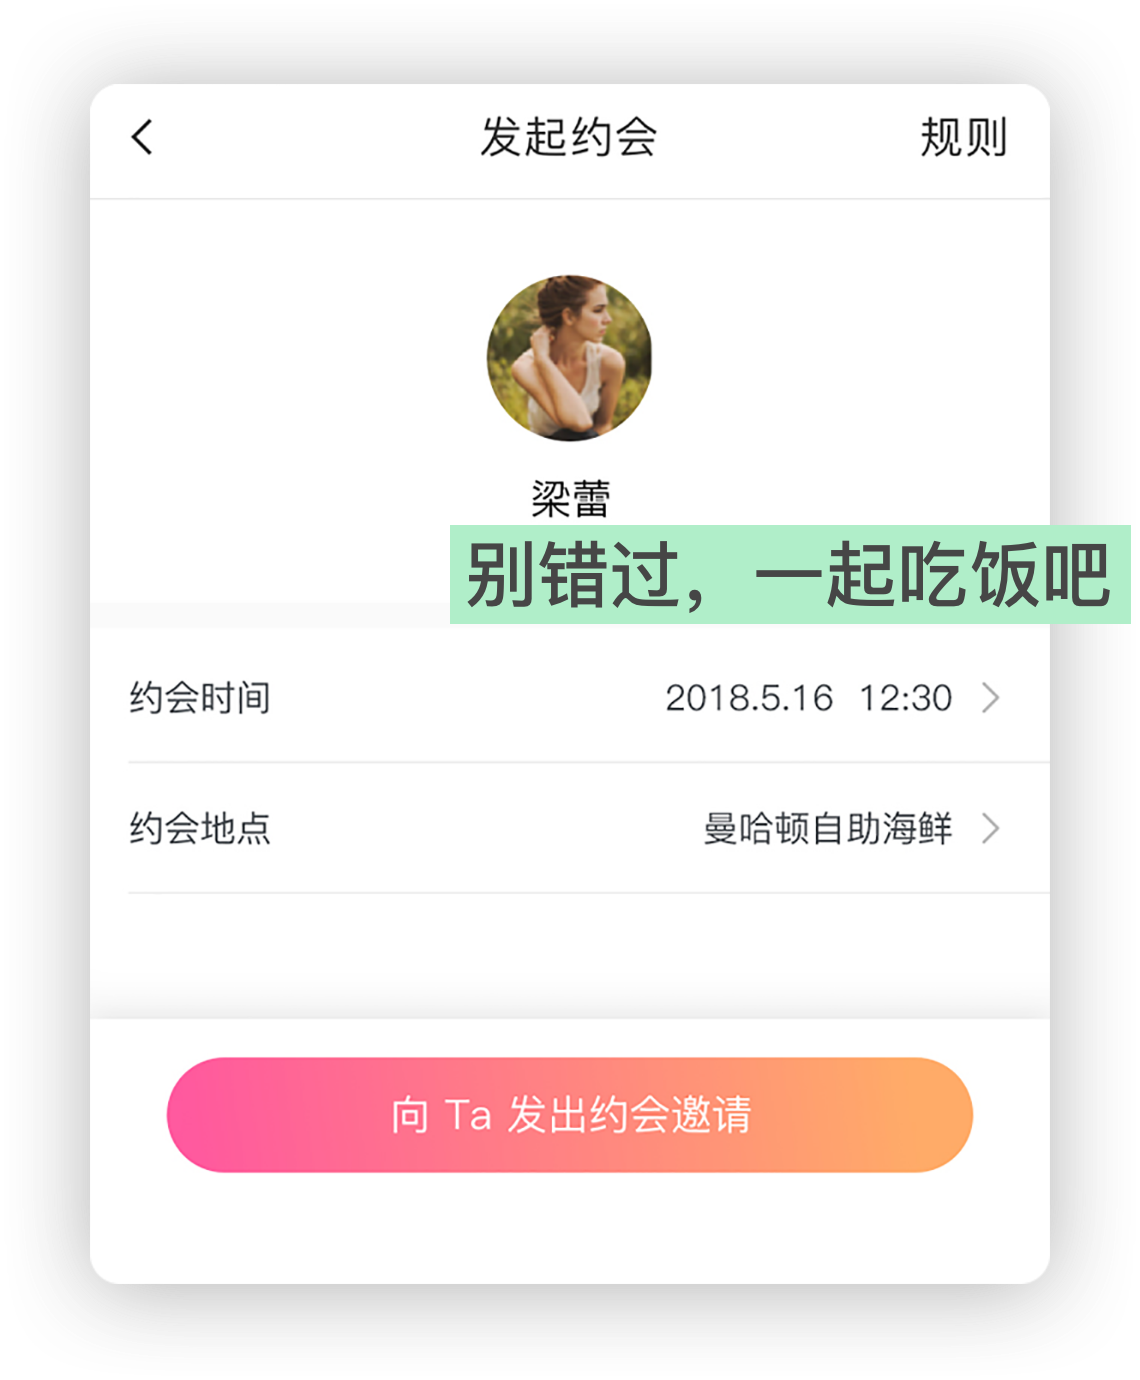 发起约会 规则
梁蕾
别错过，一起吃饭吧
约会时间 2018.5.16 12:30
约会地点 曼哈顿自助海鲜
向 Ta 发出约会邀请